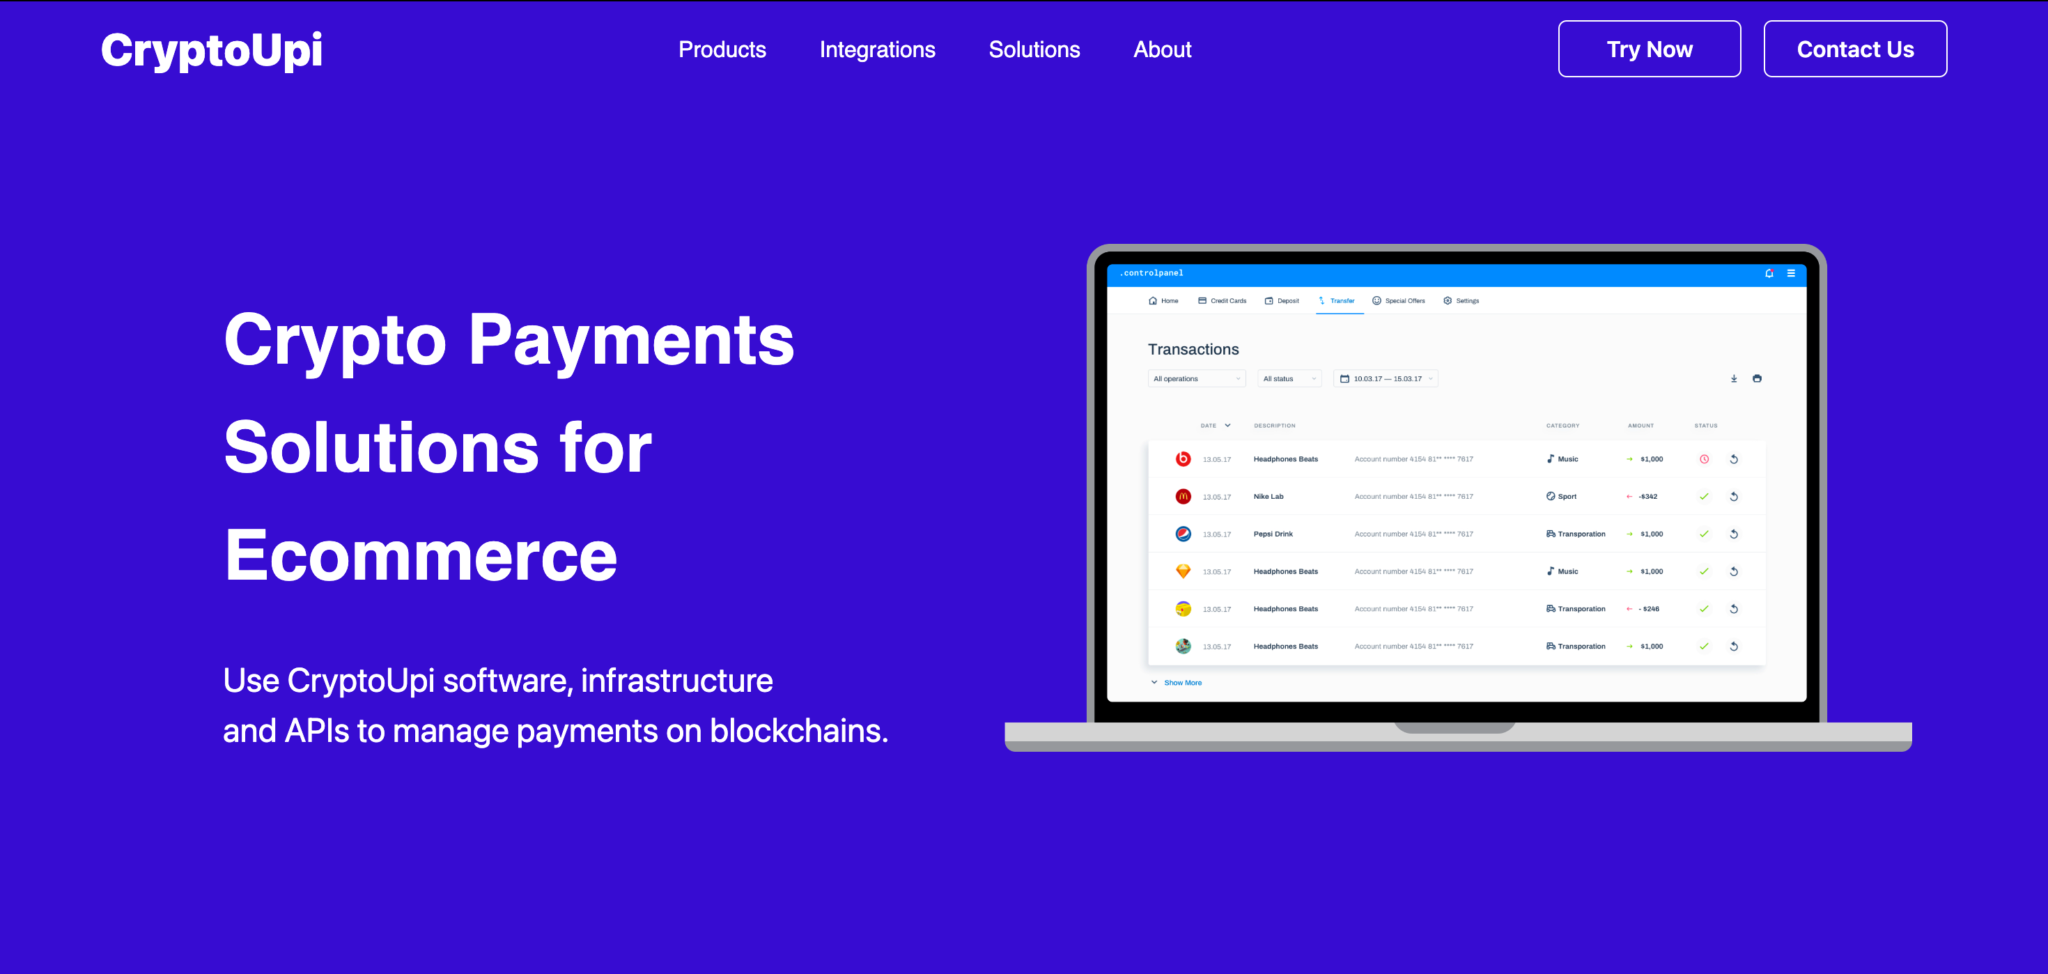 CryptoUpi
Products Integrations Solutions About
Try Now Contact Us
Crypto Payments
Solutions for
Ecommerce
Use CryptoUpi software, infrastructure
and APIs to manage payments on blockchains.
.controlpanel
Home Credit Cards Deposit Transfer Special Offers Settings
Transactions
All operations All status 10.03.17 — 15.03.17
DATE DESCRIPTION CATEGORY AMOUNT STATUS
13.05.17 Headphones Beats Account number 4154 81** **** 7617 Music $1,000
13.05.17 Nike Lab Account number 4154 81** **** 7617 Sport -$342
13.05.17 Pepsi Drink Account number 4154 81** **** 7617 Transporation $1,000
13.05.17 Headphones Beats Account number 4154 81** **** 7617 Music $1,000
13.05.17 Headphones Beats Account number 4154 81** **** 7617 Transporation - $246
13.05.17 Headphones Beats Account number 4154 81** **** 7617 Transporation $1,000
Show More